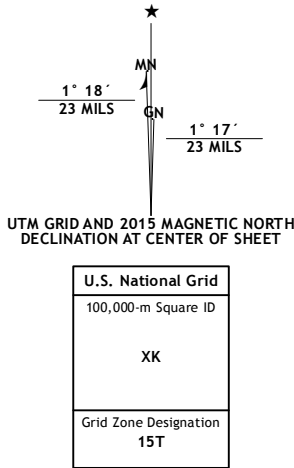 MN
1° 18´
23 MILS
GN
1° 17´
23 MILS
UTM GRID AND 2015 MAGNETIC NORTH
DECLINATION AT CENTER OF SHEET
U.S. National Grid
100,000-m Square ID
XK
Grid Zone Designation
15T